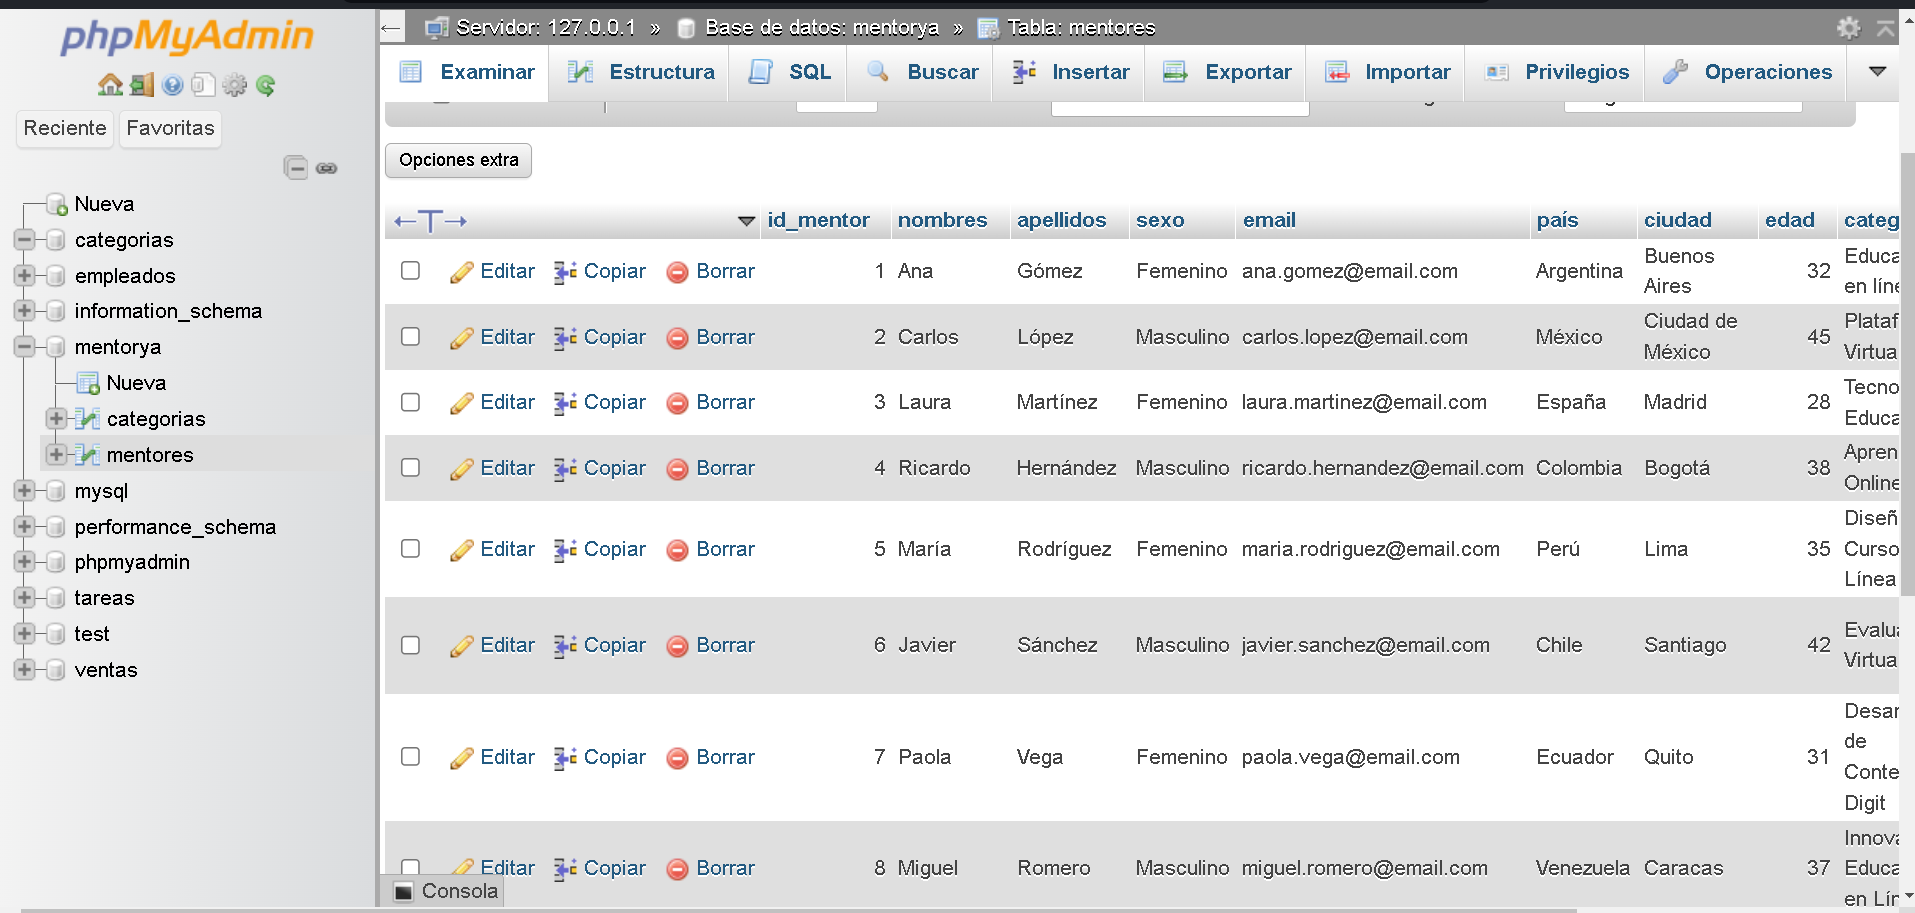 phpMyAdmin
Reciente Favoritas
Nueva
categorias
empleados
information_schema
mentorya
Nueva
categorias
mentores
mysql
performance_schema
phpmyadmin
tareas
test
ventas
Servidor: 127.0.0.1 » Base de datos: mentorya » Tabla: mentores
Examinar Estructura SQL Buscar Insertar Exportar Importar Privilegios Operaciones
Opciones extra
id_mentor nombres apellidos sexo email país ciudad edad categ
Editar Copiar Borrar 1 Ana Gómez Femenino ana.gomez@email.com Argentina Buenos Aires 32 Educa
en líne
Editar Copiar Borrar 2 Carlos López Masculino carlos.lopez@email.com México Ciudad de México 45 Plataf
Virtua
Editar Copiar Borrar 3 Laura Martínez Femenino laura.martinez@email.com España Madrid 28 Tecno
Educa
Editar Copiar Borrar 4 Ricardo Hernández Masculino ricardo.hernandez@email.com Colombia Bogotá 38 Apren
Online
Editar Copiar Borrar 5 María Rodríguez Femenino maria.rodriguez@email.com Perú Lima 35 Diseñ
Curso
Línea
Editar Copiar Borrar 6 Javier Sánchez Masculino javier.sanchez@email.com Chile Santiago 42 Evalua
Virtua
Editar Copiar Borrar 7 Paola Vega Femenino paola.vega@email.com Ecuador Quito 31 Desar
de
Conte
Digit
Editar Copiar Borrar 8 Miguel Romero Masculino miguel.romero@email.com Venezuela Caracas 37 Innova
Educa
en Lín
Consola